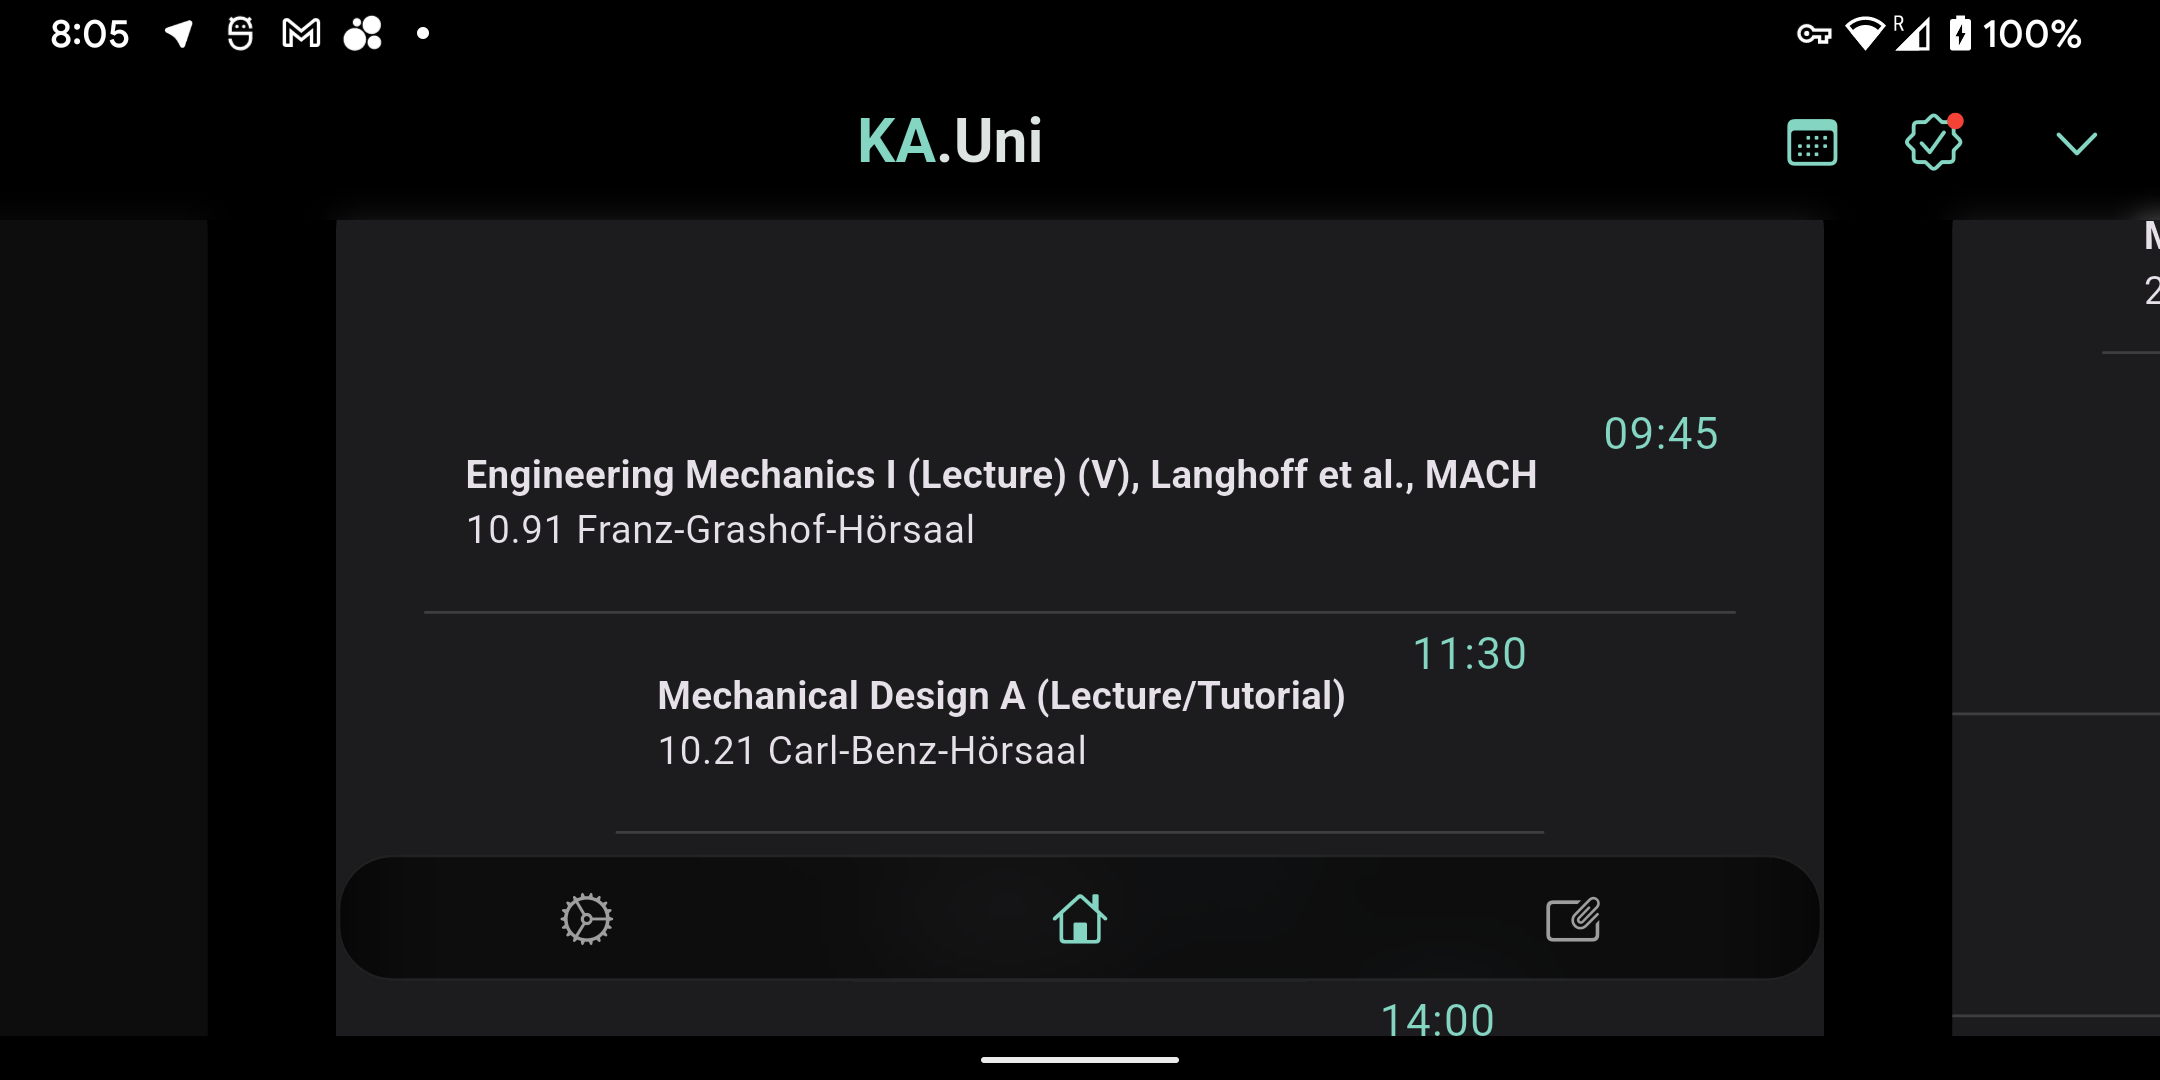 8:05
R
100%
KA.Uni
09:45
Engineering Mechanics I (Lecture) (V), Langhoff et al., MACH
10.91 Franz-Grashof-Hörsaal
11:30
Mechanical Design A (Lecture/Tutorial)
10.21 Carl-Benz-Hörsaal
14:00
2